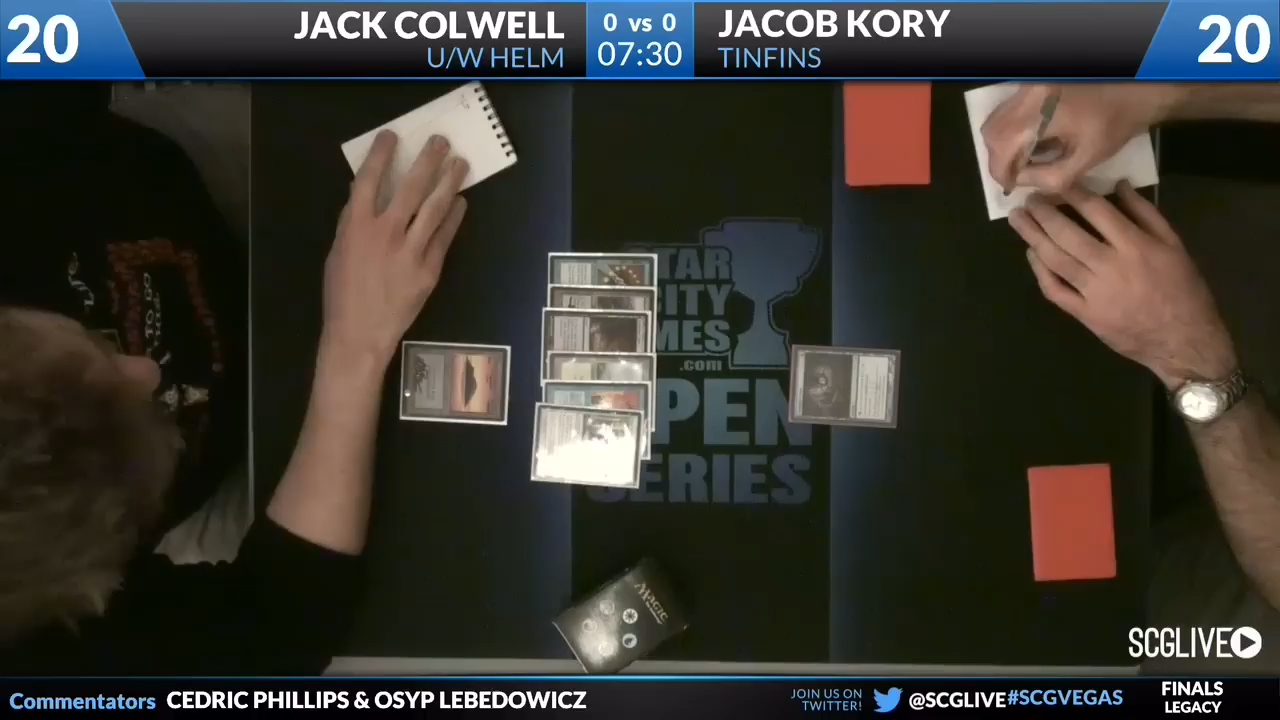 20
JACK COLWELL
U/W HELM
0 vs 0
07:30
JACOB KORY
TINFINS
20
STAR
CITY
GAMES
.com
OPEN
SERIES
MAGIC
SCGLIVE
Commentators CEDRIC PHILLIPS & OSYP LEBEDOWICZ
JOIN US ON
TWITTER!
@SCGLIVE #SCGVEGAS
FINALS
LEGACY